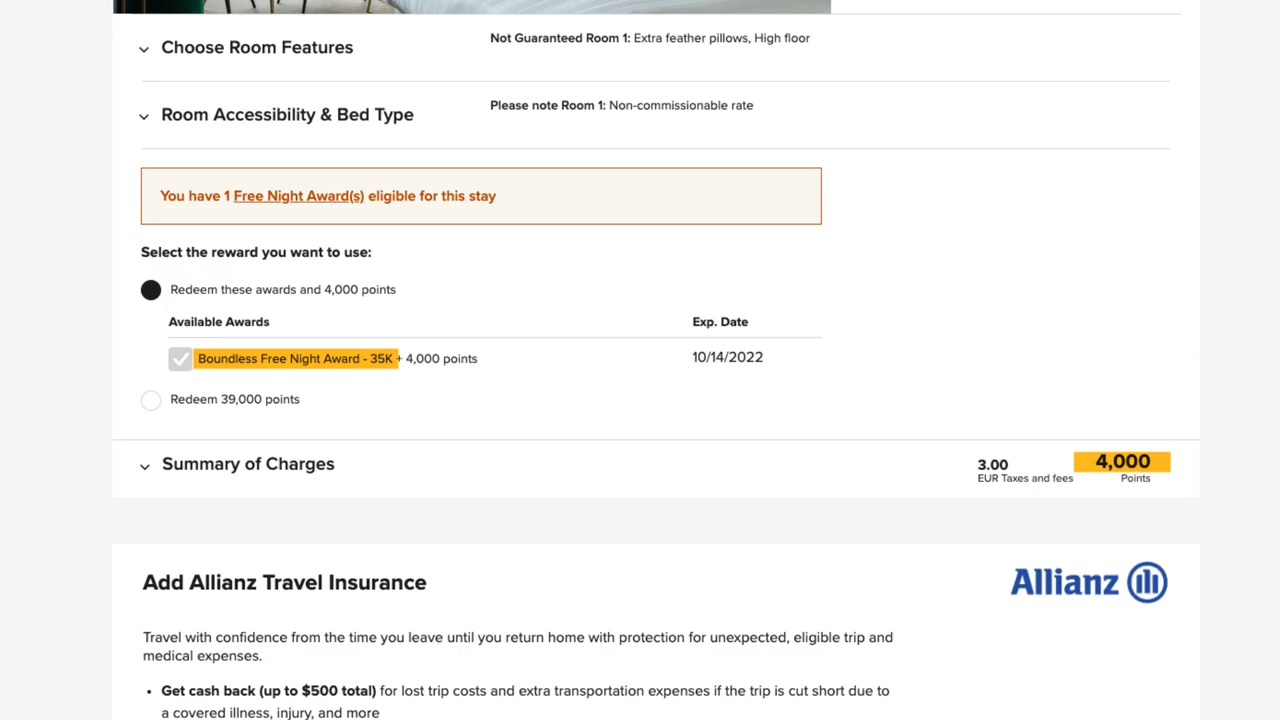 Choose Room Features
Not Guaranteed Room 1: Extra feather pillows, High floor
Room Accessibility & Bed Type
Please note Room 1: Non-commissionable rate
You have 1 Free Night Award(s) eligible for this stay
Select the reward you want to use:
Redeem these awards and 4,000 points
Available Awards
Exp. Date
Boundless Free Night Award - 35K + 4,000 points
10/14/2022
Redeem 39,000 points
Summary of Charges
3.00
EUR Taxes and fees
4,000
Points
Add Allianz Travel Insurance
Allianz
Travel with confidence from the time you leave until you return home with protection for unexpected, eligible trip and
medical expenses.
• Get cash back (up to $500 total) for lost trip costs and extra transportation expenses if the trip is cut short due to
a covered illness, injury, and more